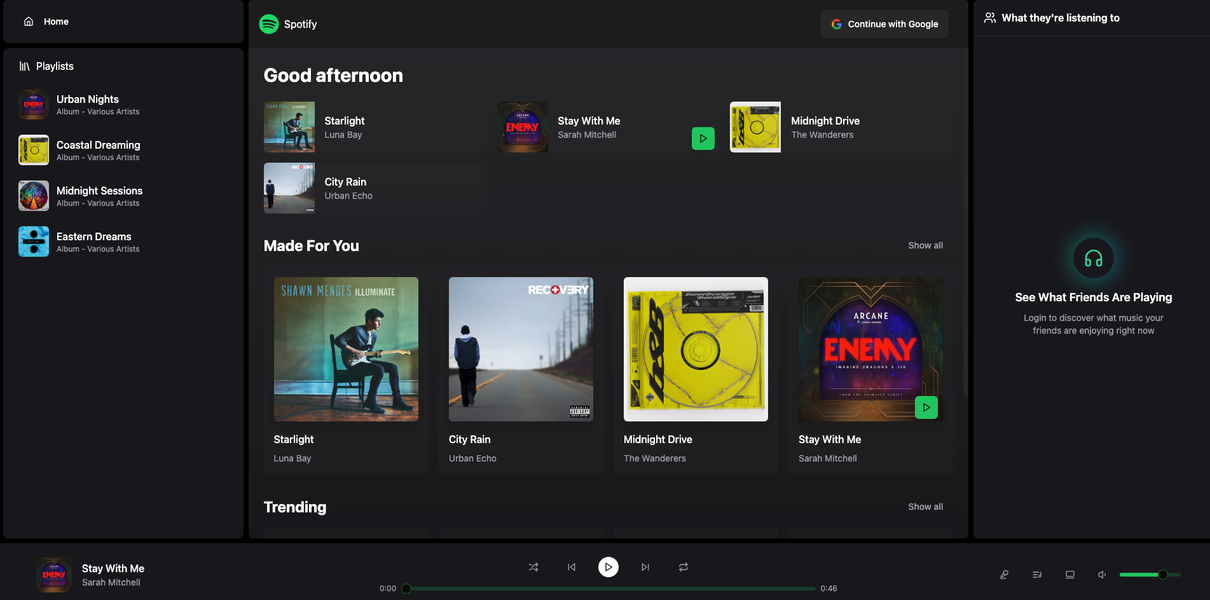 Home
Playlists
Urban Nights
Album - Various Artists
Coastal Dreaming
Album - Various Artists
Midnight Sessions
Album - Various Artists
Eastern Dreams
Album - Various Artists
Spotify
Continue with Google
Good afternoon
Starlight
Luna Bay
ENEMY
Stay With Me
Sarah Mitchell
Midnight Drive
The Wanderers
City Rain
Urban Echo
Made For You
Show all
SHAWN MENDES ILLUMINATE
Starlight
Luna Bay
RECOVERY
City Rain
Urban Echo
Midnight Drive
The Wanderers
ARCANE
ENEMY
IMAGINE DRAGONS X JID
FROM THE ANIMATED SERIES
Stay With Me
Sarah Mitchell
Trending
Show all
What they're listening to
See What Friends Are Playing
Login to discover what music your
friends are enjoying right now
Stay With Me
Sarah Mitchell
0:00
0:46